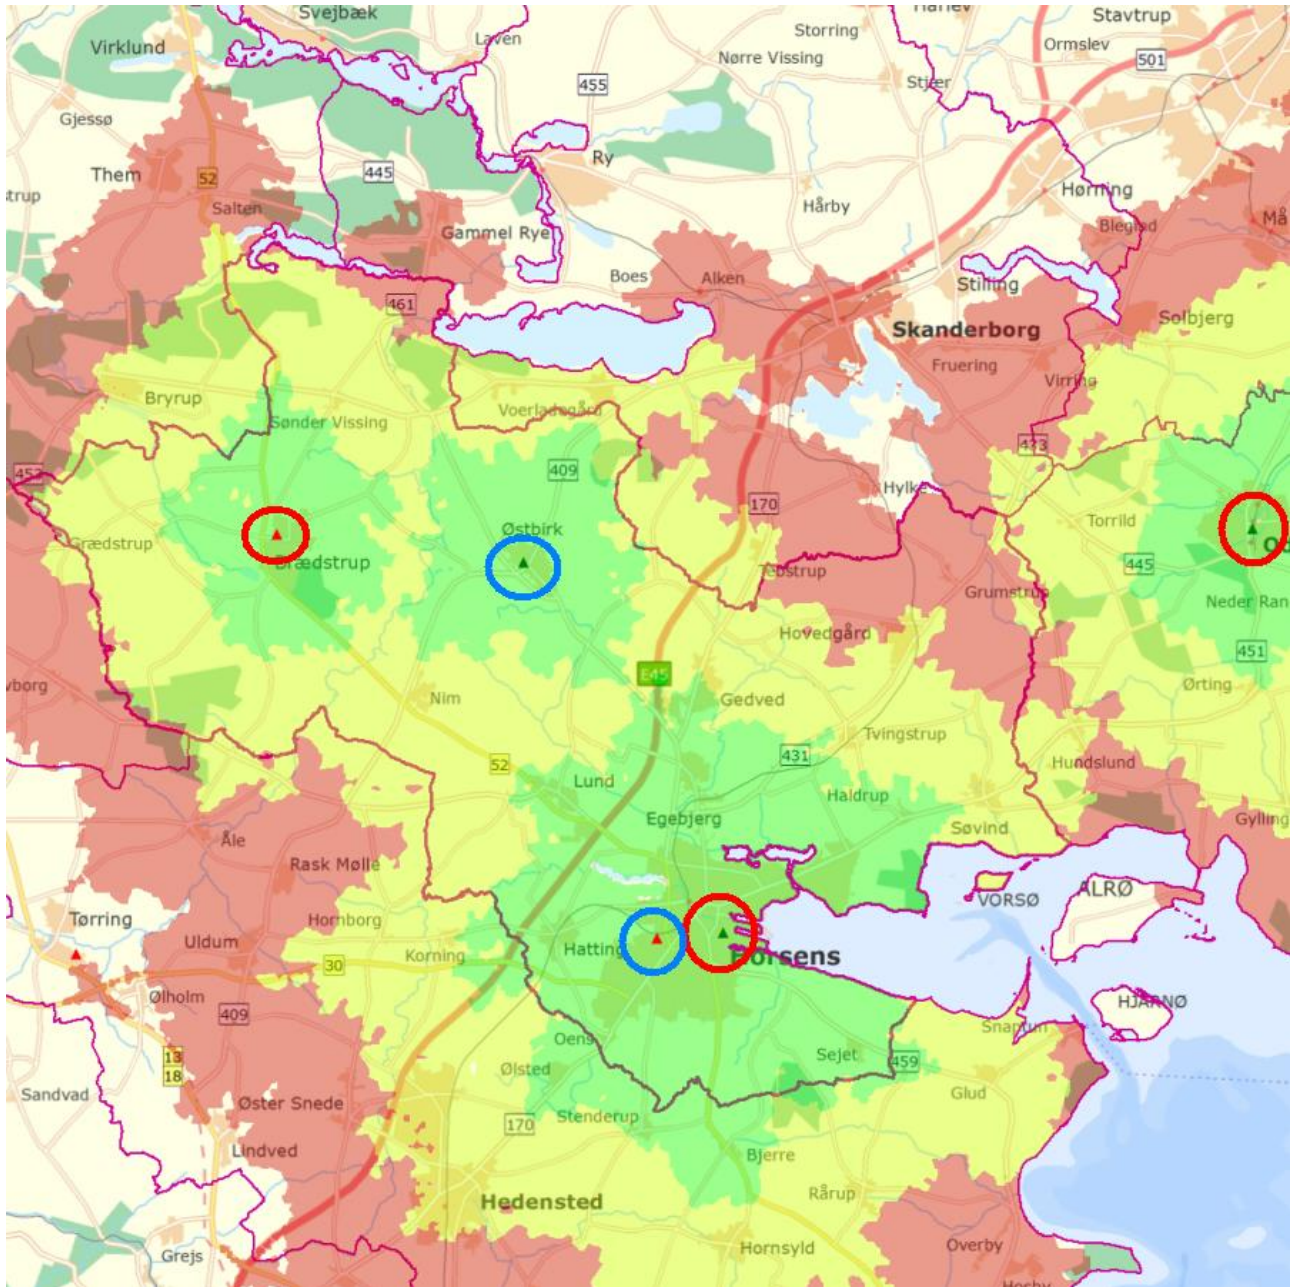 Svejbæk
Harlev
Stavtrup
Virklund
Laven
Storring
Ormslev
501
Nørre Vissing
Stjær
455
Gjessø
Ry
Them
445
52
Hørning
Hårby
Salten
Gammel Rye
Blegind
Må
Boes
Alken
Stilling
461
Solbjerg
Skanderborg
Fruering
Virring
Bryrup
Voerladegård
Sønder Vissing
433
453
409
Hylke
170
Østbirk
Torrild
Grædstrup
Brædstrup
Tebstrup
445
Grumstrup
Neder Ran
Hovedgård
451
E45
Ørting
Nim
Gedved
Tvingstrup
431
Hundslund
52
Lund
Haldrup
Egebjerg
Søvind
Gylling
Åle
Rask Mølle
VORSØ
ALRØ
Tørring
Hornborg
Uldum
Hatting
Horsens
Korning
30
Ølholm
HJARNØ
409
Snaptun
Oens
13
Sejet
459
18
Ølsted
Sandvad
Glud
Øster Snede
Stenderup
170
Lindved
Bjerre
Rårup
Hedensted
Overby
Grejs
Hornsyld